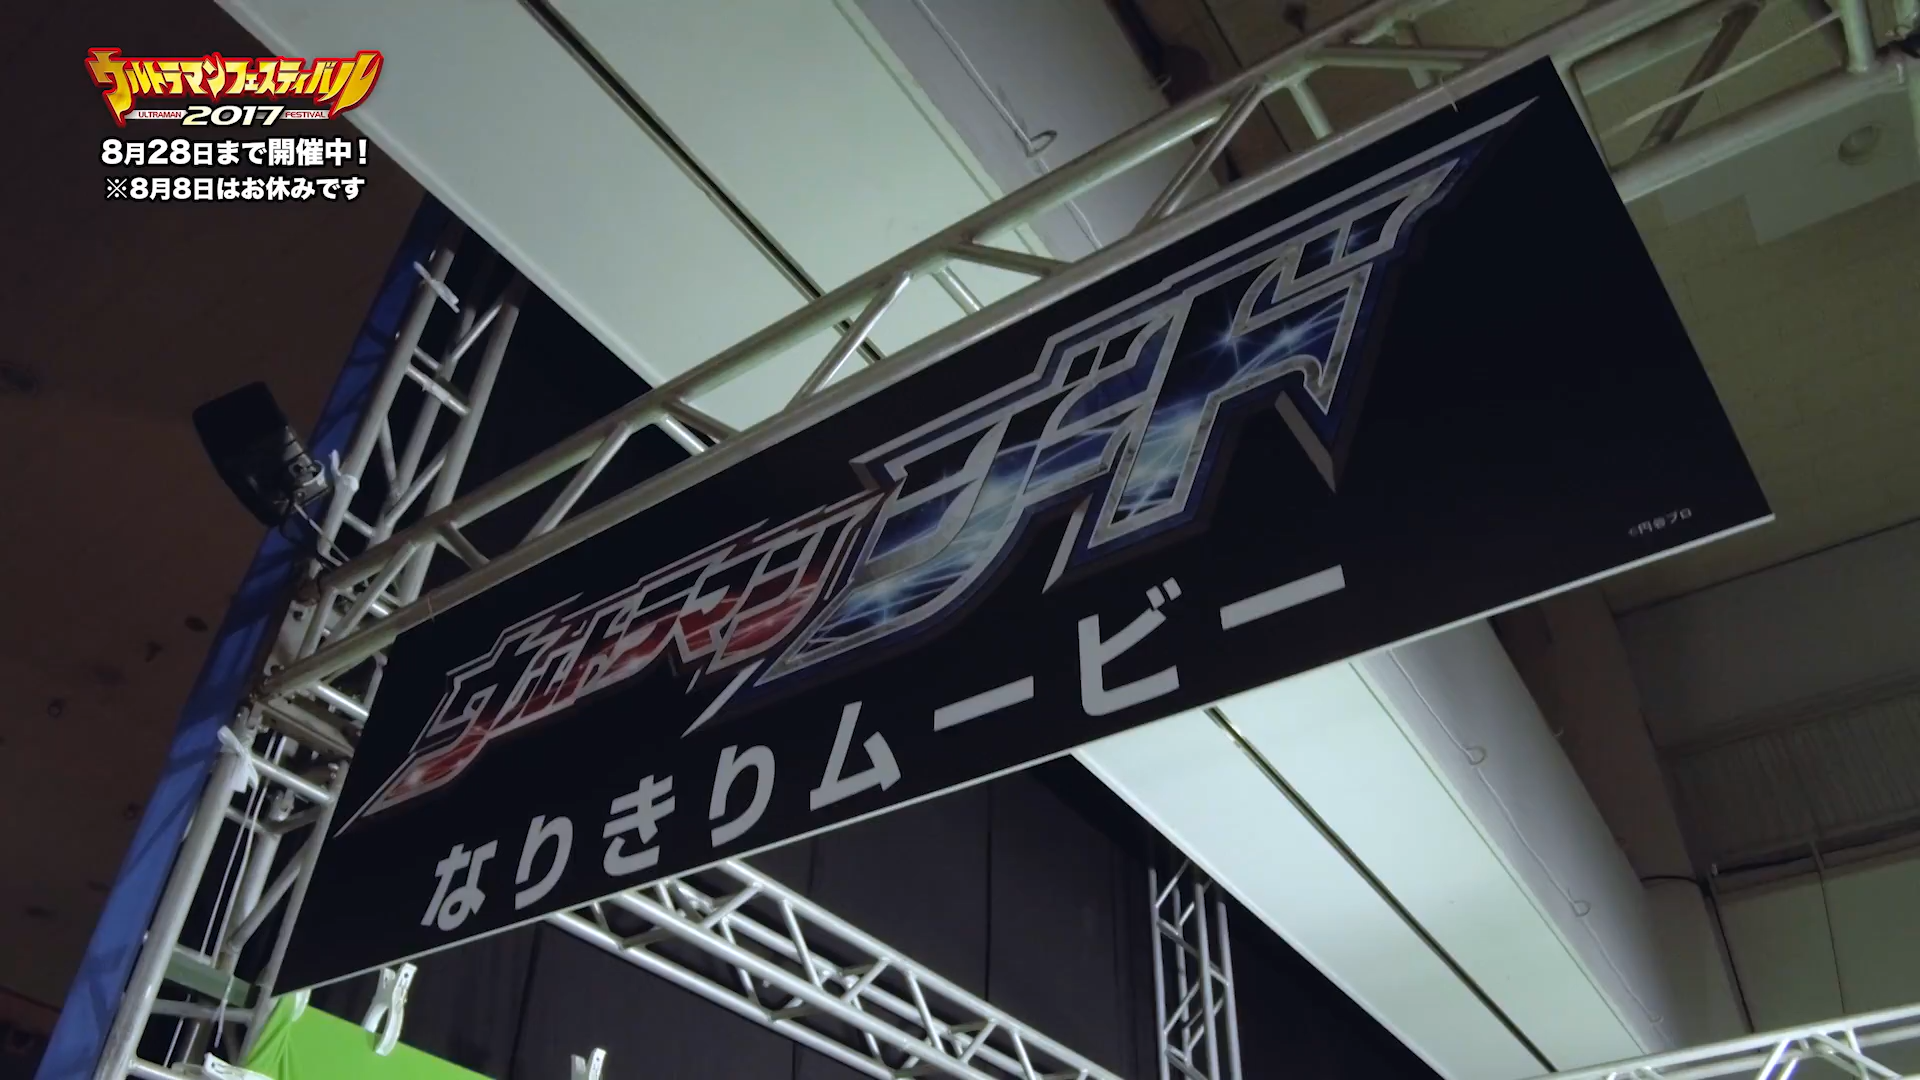 ウルトラマンフェスティバル
ULTRAMAN 2017 FESTIVAL
8月28日まで開催中！
※8月8日はお休みです
ウルトラマンジード
なりきりムービー
©円谷プロ